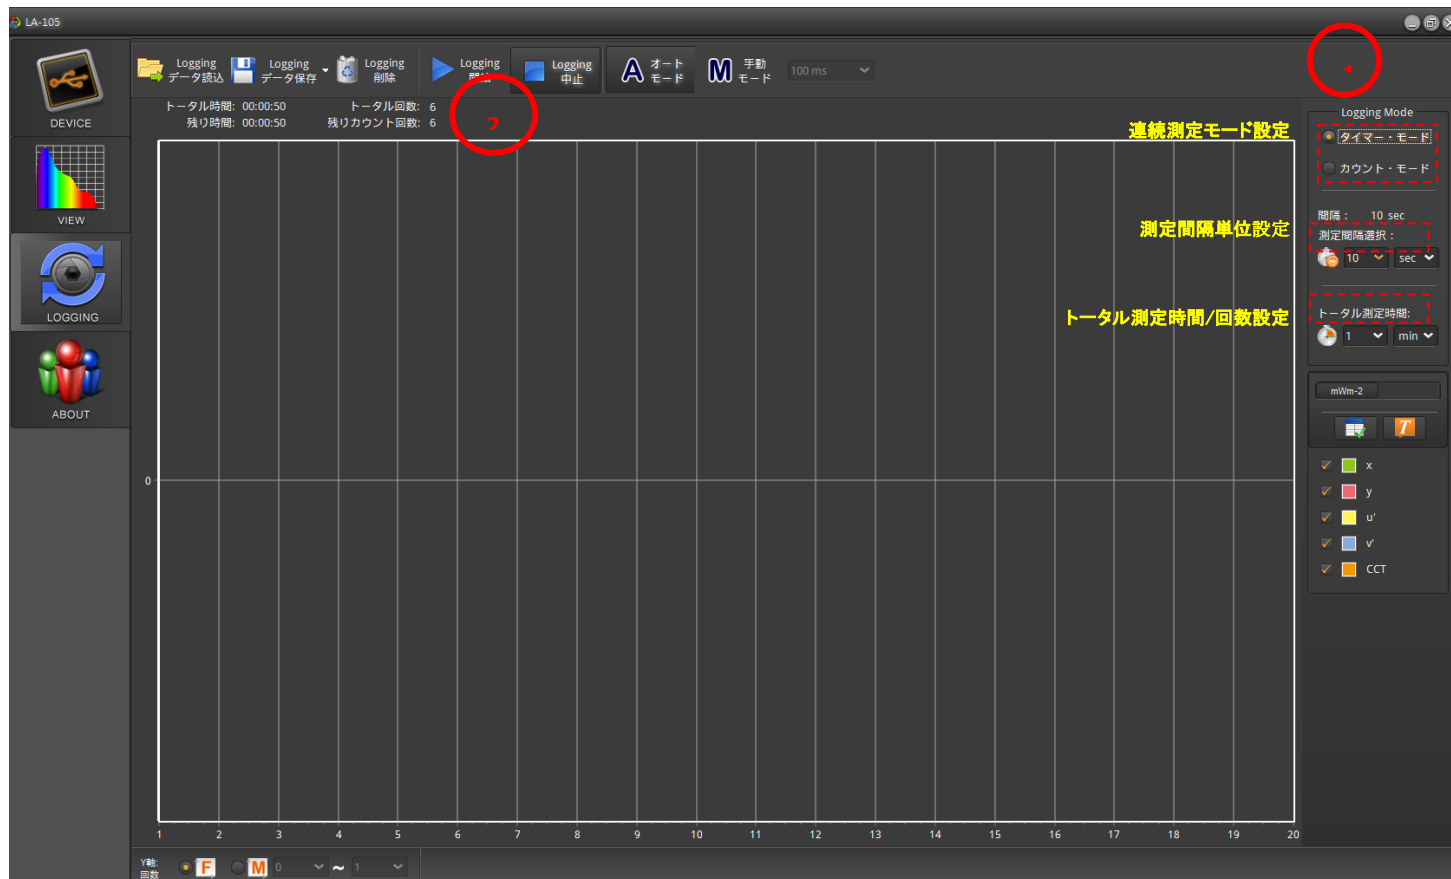 LA-105
DEVICE
VIEW
LOGGING
ABOUT
Logging
データ読込
Logging
データ保存
Logging
削除
Logging
Logging
中止
A オート
モード
M 手動
モード
100 ms
トータル時間: 00:00:50
トータル回数: 6
残り時間: 00:00:50
残りカウント回数: 6
2
1
連続測定モード設定
測定間隔単位設定
トータル測定時間/回数設定
Logging Mode
タイマー・モード
カウント・モード
間隔 : 10 sec
測定間隔選択 :
10 sec
トータル測定時間:
1 min
mWm-2
T
x
y
u'
v'
CCT
0
1 2 3 4 5 6 7 8 9 10 11 12 13 14 15 16 17 18 19 20
Y軸:
回数
F M 0 ~ 1